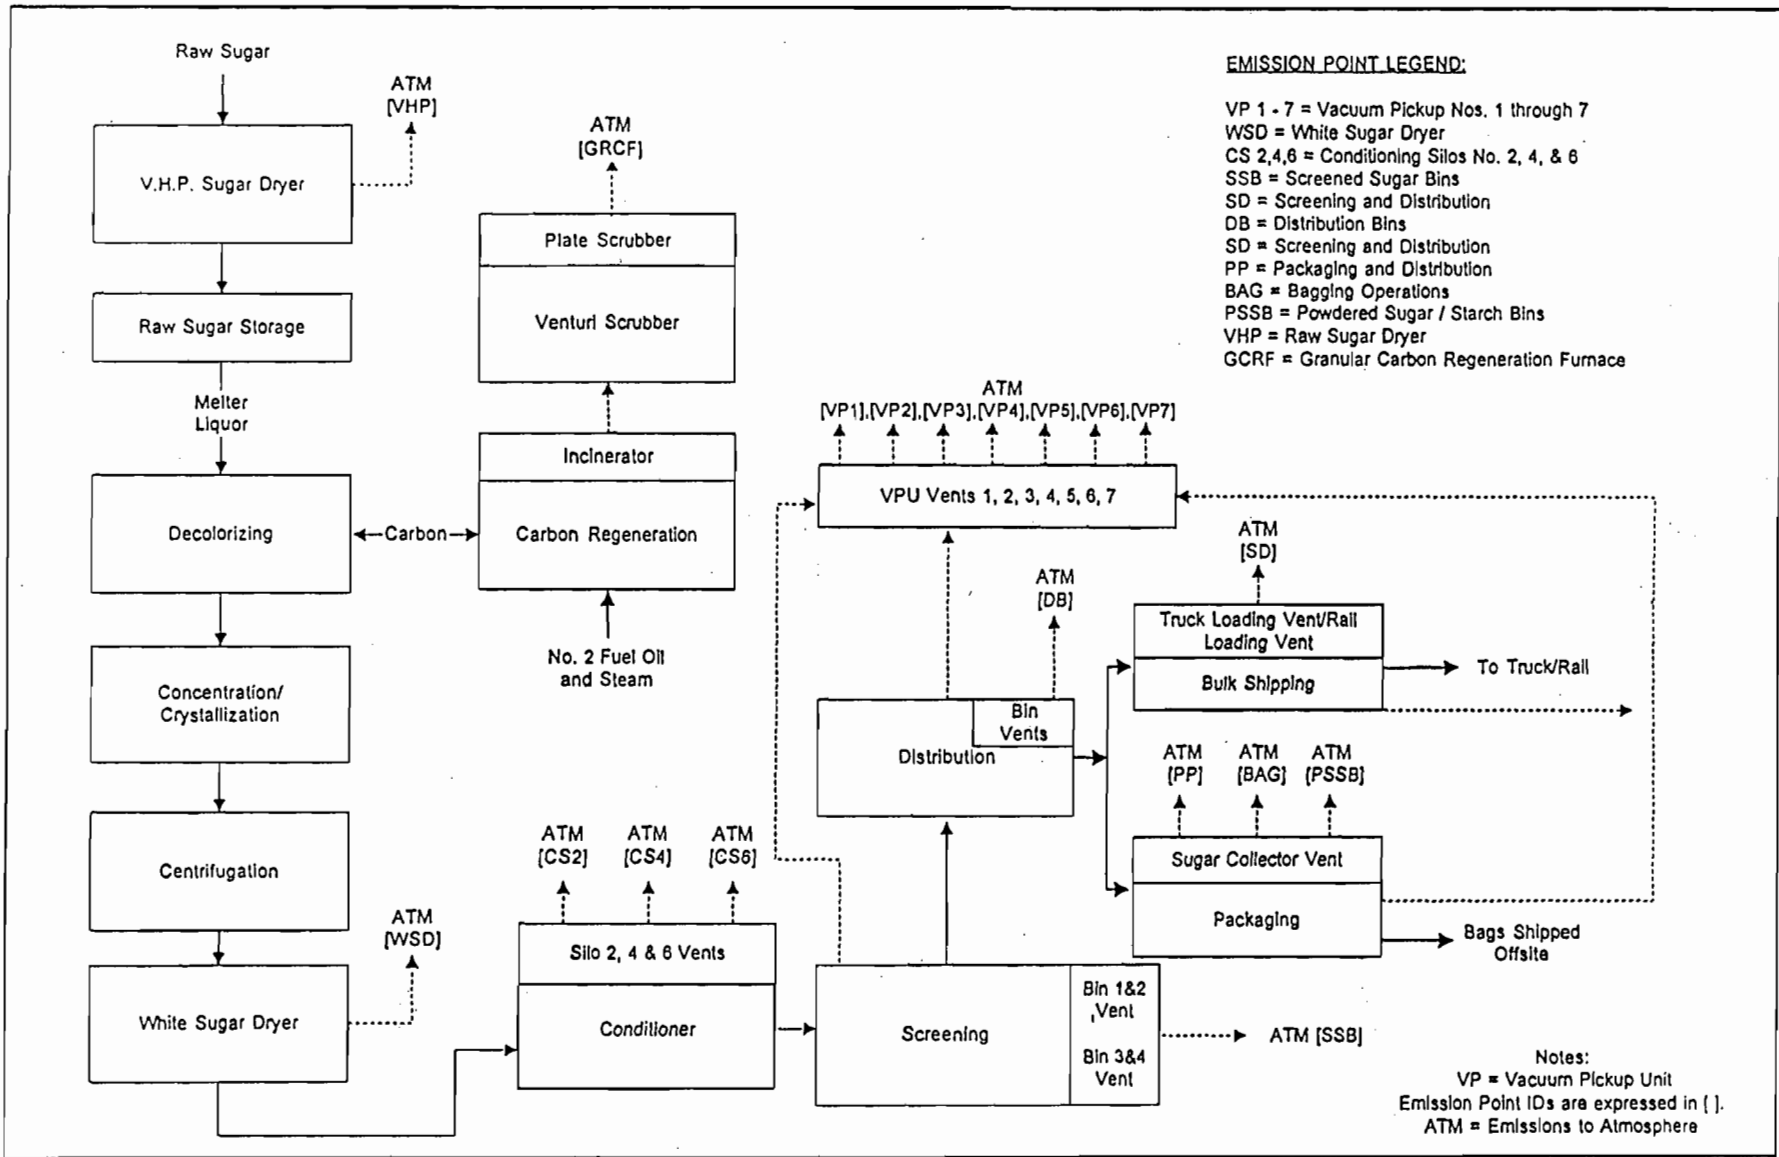 Raw Sugar
ATM
[VHP]
V.H.P. Sugar Dryer
Raw Sugar Storage
Melter
Liquor
Decolorizing
Carbon
Concentration/
Crystallization
Centrifugation
ATM
[WSD]
White Sugar Dryer
ATM
[GRCF]
Plate Scrubber
Venturi Scrubber
Incinerator
Carbon Regeneration
No. 2 Fuel Oil
and Steam
ATM
[CS2]
ATM
[CS4]
ATM
[CS6]
Silo 2, 4 & 6 Vents
Conditioner
EMISSION POINT LEGEND:
VP 1 - 7 = Vacuum Pickup Nos. 1 through 7
WSD = White Sugar Dryer
CS 2,4,6 = Conditioning Silos No. 2, 4, & 6
SSB = Screened Sugar Bins
SD = Screening and Distribution
DB = Distribution Bins
SD = Screening and Distribution
PP = Packaging and Distribution
BAG = Bagging Operations
PSSB = Powdered Sugar / Starch Bins
VHP = Raw Sugar Dryer
GCRF = Granular Carbon Regeneration Furnace
ATM
[VP1],[VP2],[VP3],[VP4],[VP5],[VP6],[VP7]
VPU Vents 1, 2, 3, 4, 5, 6, 7
ATM
[DB]
Bin
Vents
Distribution
ATM
[SD]
Truck Loading Vent/Rail
Loading Vent
Bulk Shipping
To Truck/Rail
ATM
[PP]
ATM
[BAG]
ATM
[PSSB]
Sugar Collector Vent
Packaging
Bags Shipped
Offsite
Screening
Bin 1&2
Vent
Bin 3&4
Vent
ATM [SSB]
Notes:
VP = Vacuum Pickup Unit
Emission Point IDs are expressed in [ ].
ATM = Emissions to Atmosphere